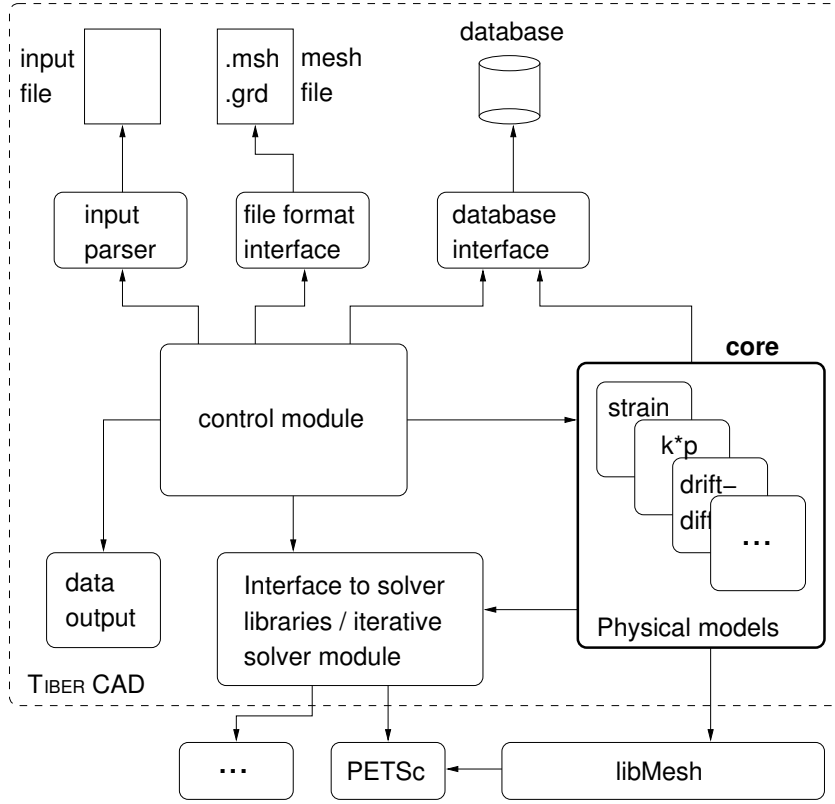 database
input
file
.msh
.grd
mesh
file
input
parser
file format
interface
database
interface
core
control module
strain
k*p
drift–
diff
...
data
output
Interface to solver
libraries / iterative
solver module
Physical models
TIBER CAD
...
PETSc
libMesh